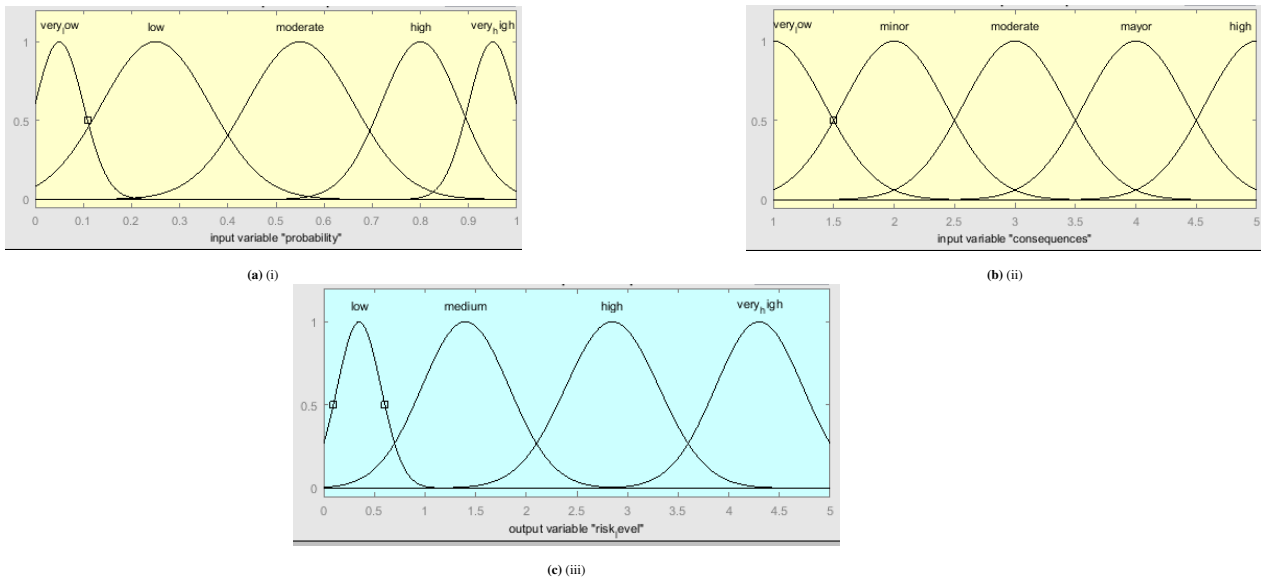 very_low low moderate high very_high
1
0.5
0
0 0.1 0.2 0.3 0.4 0.5 0.6 0.7 0.8 0.9 1
input variable "probability"
(a) (i)
very_low minor moderate mayor high
1
0.5
0
1 1.5 2 2.5 3 3.5 4 4.5 5
input variable "consequences"
(b) (ii)
low medium high very_high
1
0.5
0
0 0.5 1 1.5 2 2.5 3 3.5 4 4.5 5
output variable "risk_level"
(c) (iii)